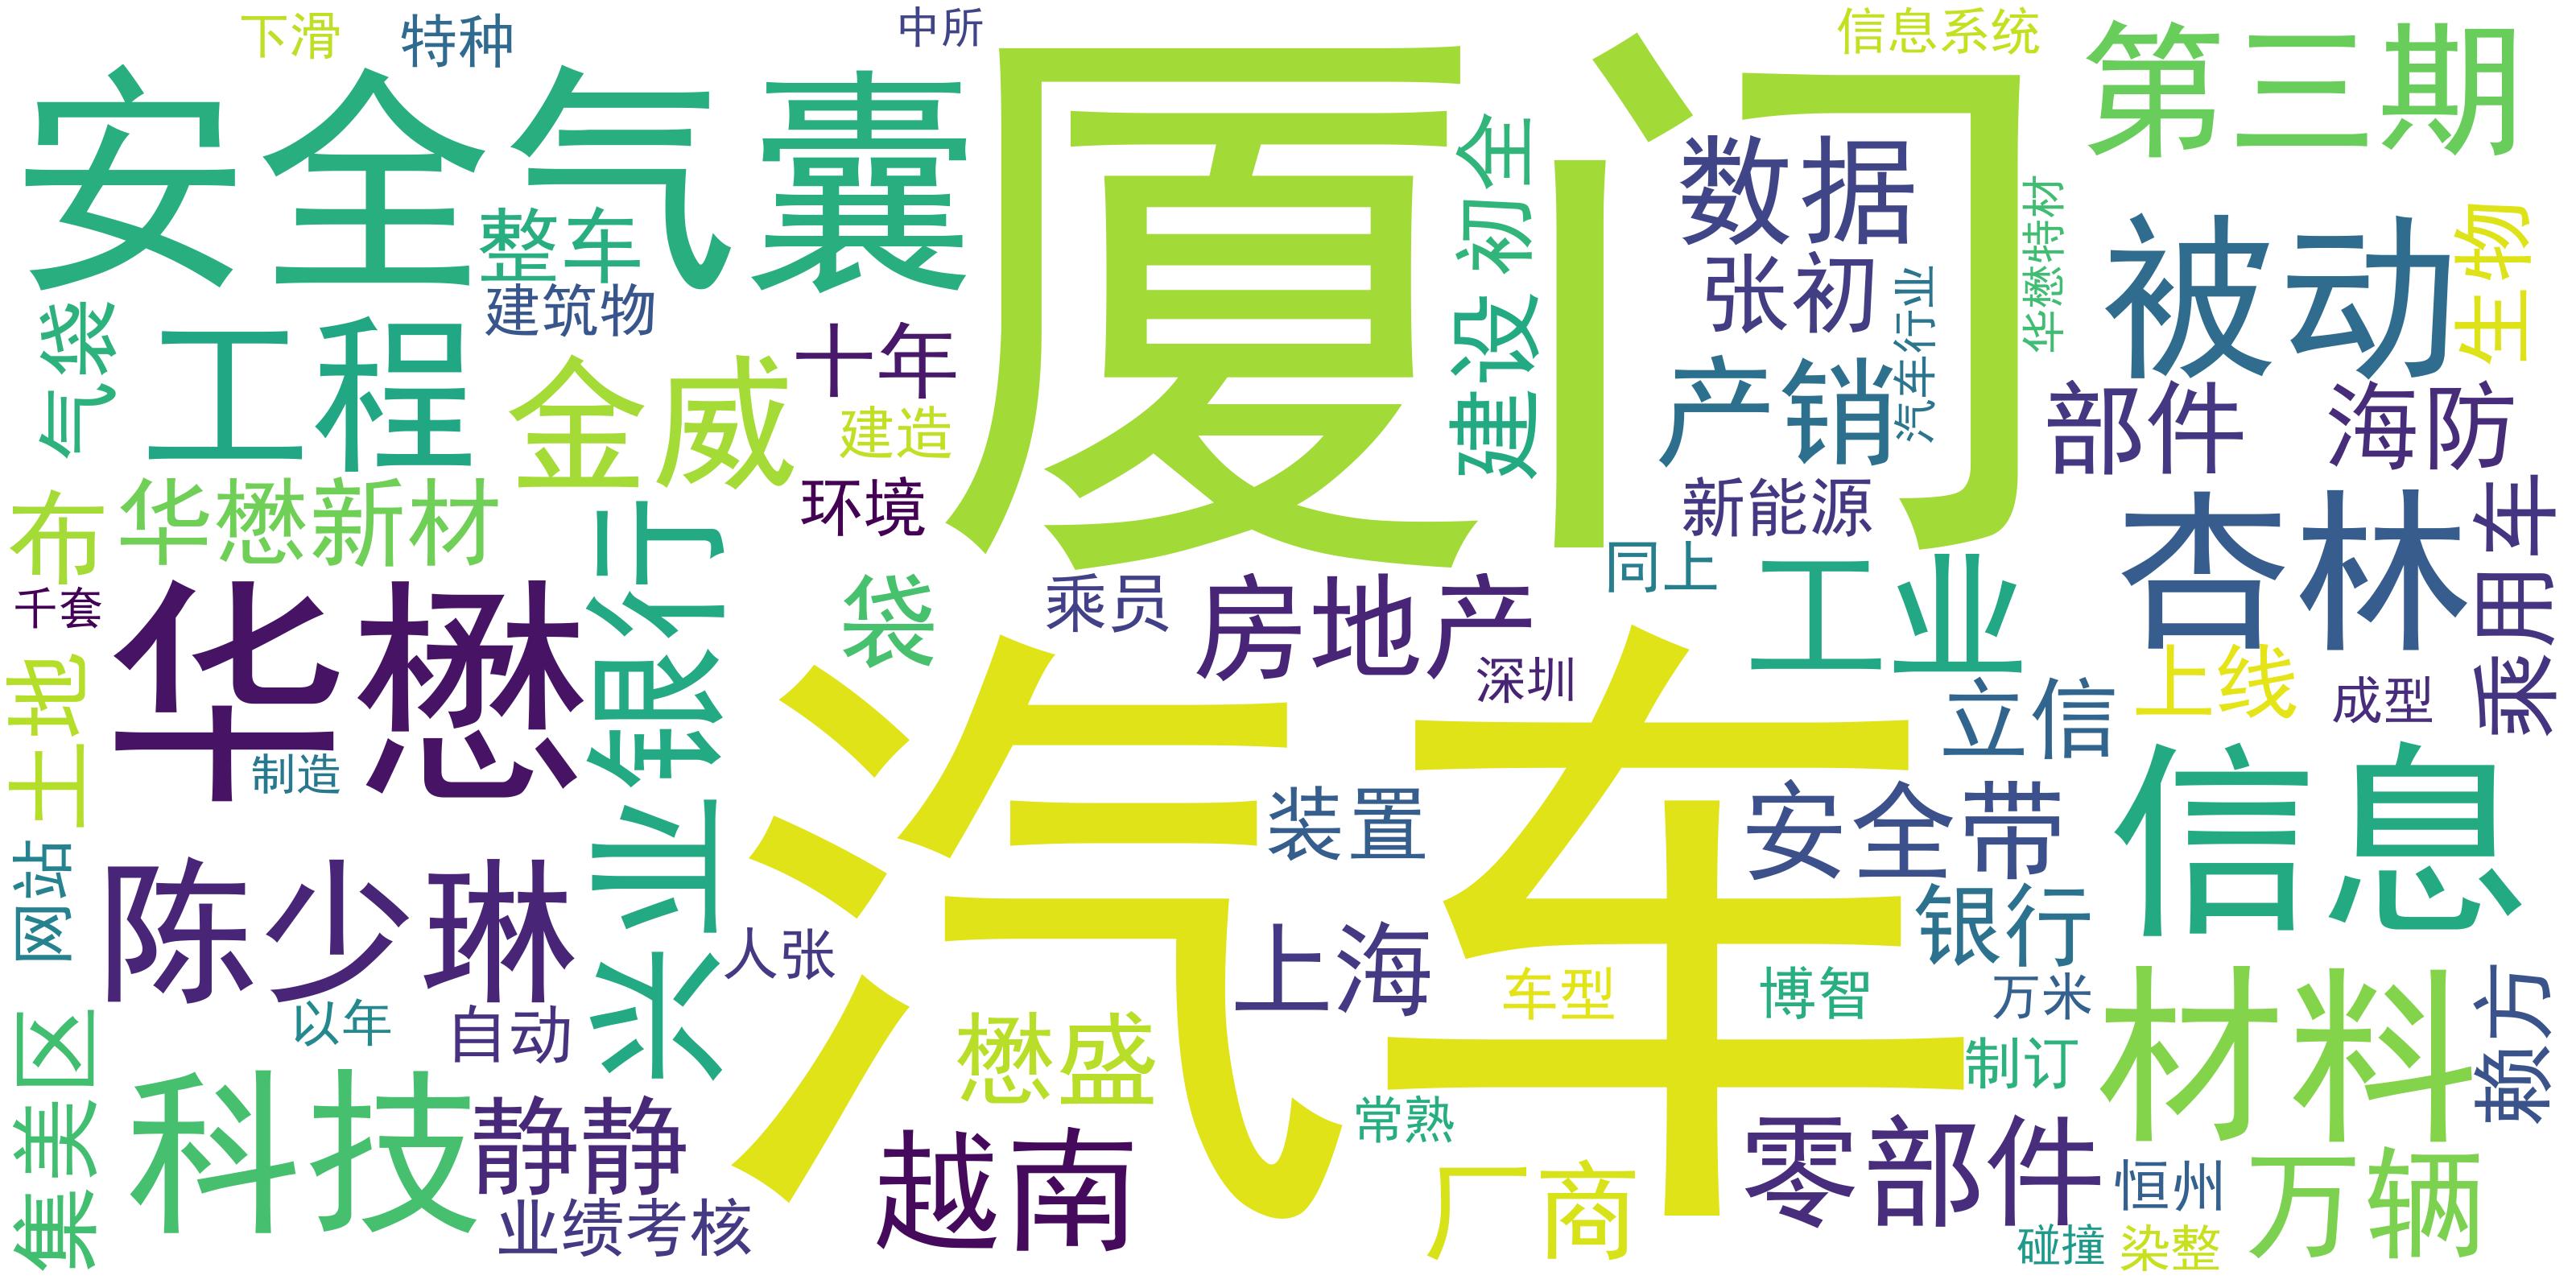 下滑
特种
中所
信息系统
安全气囊
厦门
第三期
整车
建设初全
数据
华懋特材
被动
生物
建筑物
张初
汽车行业
气袋
工程
金威
十年
建造
产销
部件
海防
布
华懋新材
环境
新能源
杏林
乘用车
千套
华懋
兴业银行
袋
乘员
房地产
深圳
同上
工业
上线
成型
土地
制造
汽车
装置
立信
安全带
信息
网站
陈少琳
人张
上海
银行
以年
自动
车型
博智
万米
材料
赖方
集美区
科技
静静
懋盛
常熟
制订
业绩考核
越南
厂商
零部件
恒州
万辆
碰撞
染整